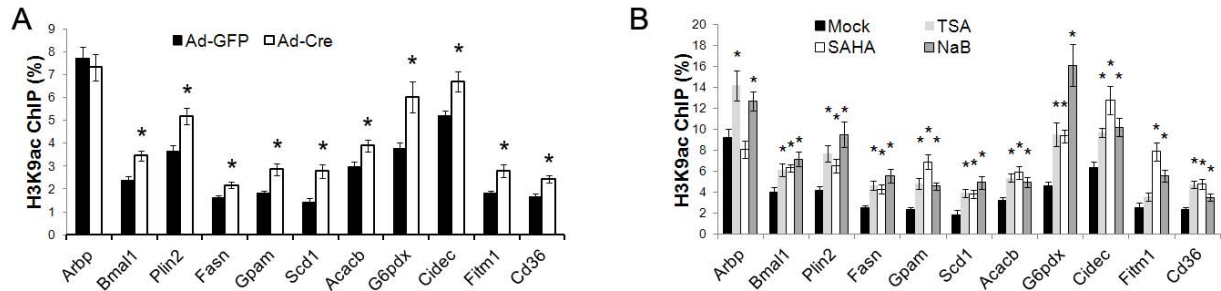 A
H3K9ac ChIP (%)
9
8
7
6
5
4
3
2
1
0
Ad-GFP Ad-Cre
* * * * * * * * * *
Arbp Bmal1 Plin2 Fasn Gpam Scd1 Acacb G6pdx Cidec Fitm1 Cd36
B
H3K9ac ChIP (%)
20
18
16
14
12
10
8
6
4
2
0
Mock TSA
SAHA NaB
* * * * * * * * * * * * * * * * * * * * * * * * * * * * * * * *
Arbp Bmal1 Plin2 Fasn Gpam Scd1 Acacb G6pdx Cidec Fitm1 Cd36